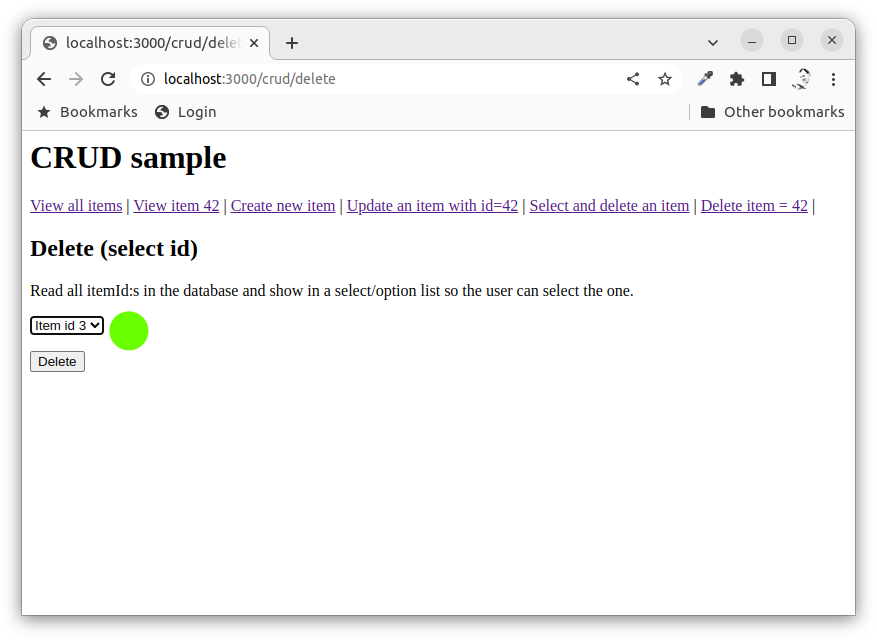 localhost:3000/crud/dele
localhost:3000/crud/delete
Bookmarks Login Other bookmarks
CRUD sample
View all items | View item 42 | Create new item | Update an item with id=42 | Select and delete an item | Delete item = 42 |
Delete (select id)
Read all itemId:s in the database and show in a select/option list so the user can select the one.
Item id 3
Delete